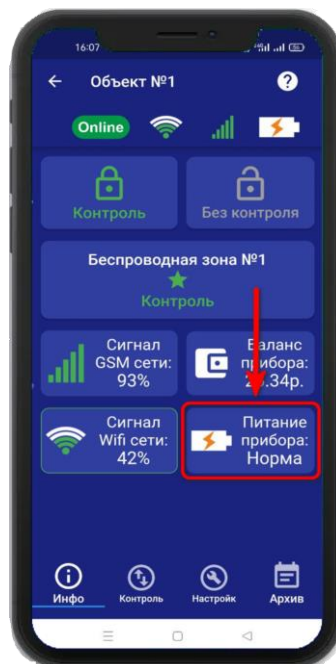 16:07
Объект №1
?
Online
Контроль
Без контроля
Беспроводная зона №1
Контроль
Сигнал
GSM сети:
93%
Баланс
прибора:
.34р.
Сигнал
Wifi сети:
42%
Питание
прибора:
Норма
Инфо
Контроль
Настройк
Архив